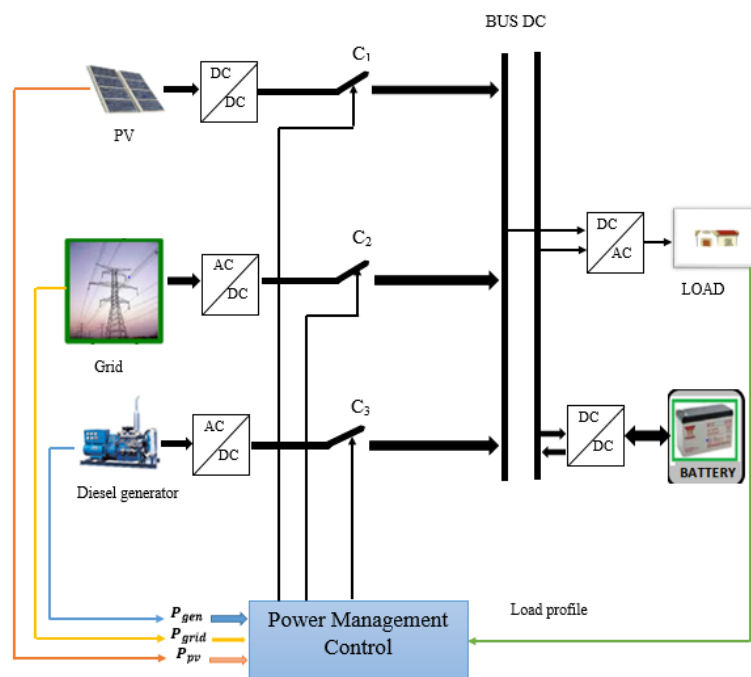 BUS DC
C1
DC
DC
PV
C2
AC
DC
DC
AC
LOAD
Grid
C3
AC
DC
DC
DC
BATTERY
Diesel generator
Pgen
Pgrid
Ppv
Power Management
Control
Load profile